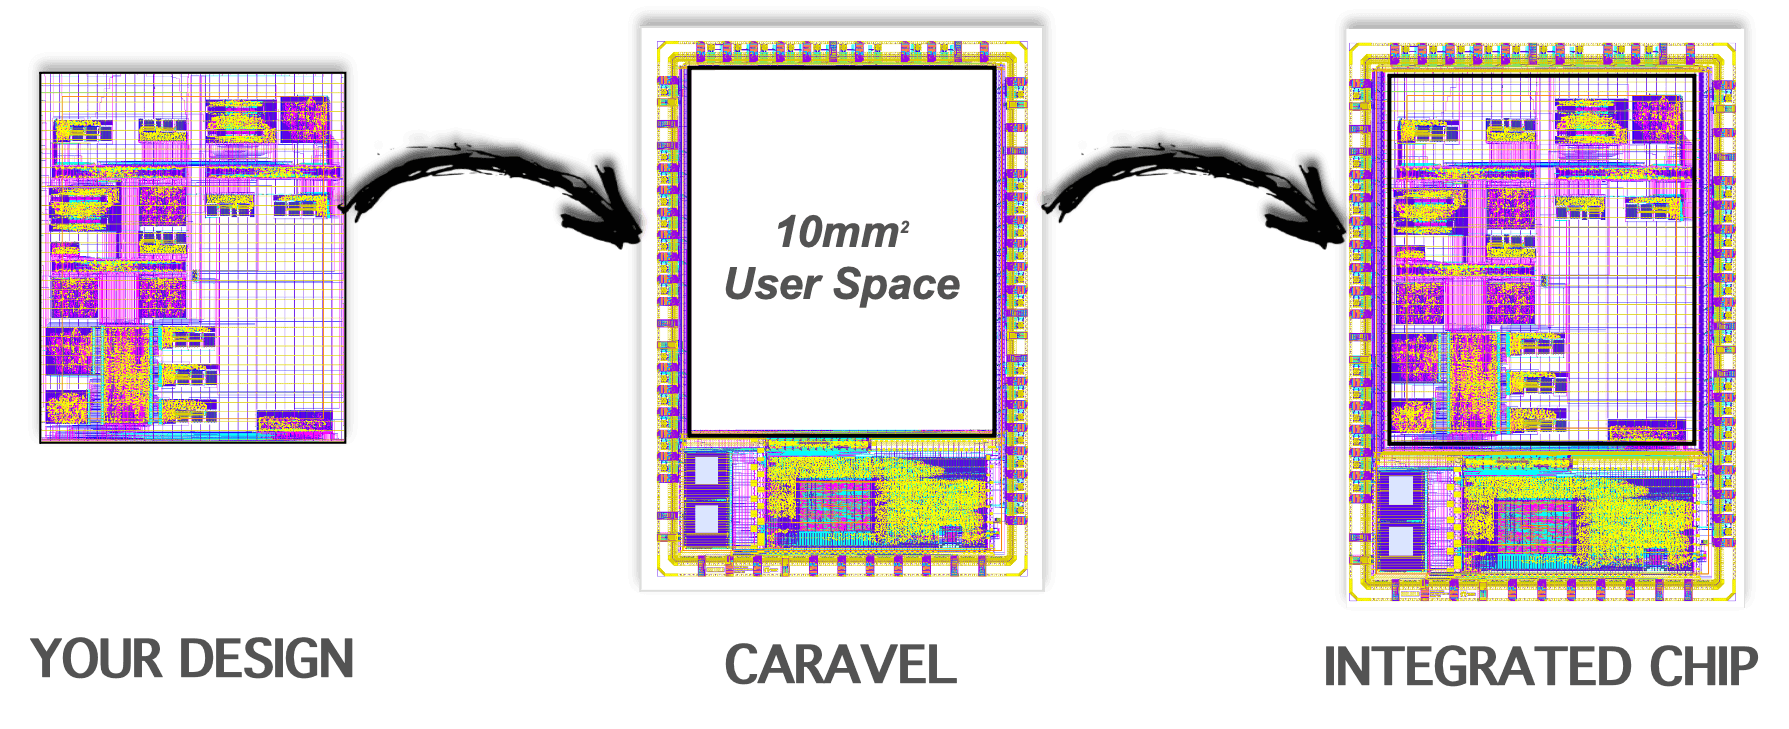 10mm²
User Space
YOUR DESIGN
CARAVEL
INTEGRATED CHIP